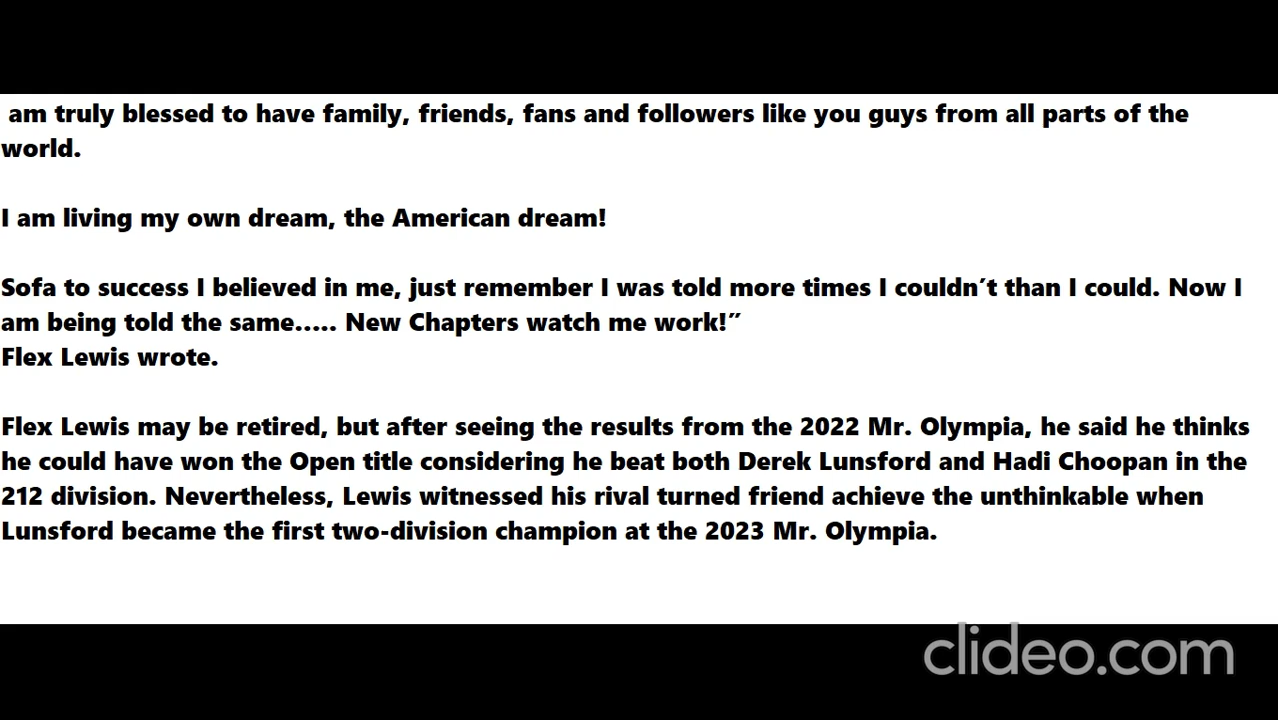 am truly blessed to have family, friends, fans and followers like you guys from all parts of the
world.
I am living my own dream, the American dream!
Sofa to success I believed in me, just remember I was told more times I couldn’t than I could. Now I
am being told the same..... New Chapters watch me work!”
Flex Lewis wrote.
Flex Lewis may be retired, but after seeing the results from the 2022 Mr. Olympia, he said he thinks
he could have won the Open title considering he beat both Derek Lunsford and Hadi Choopan in the
212 division. Nevertheless, Lewis witnessed his rival turned friend achieve the unthinkable when
Lunsford became the first two-division champion at the 2023 Mr. Olympia.
clideo.com